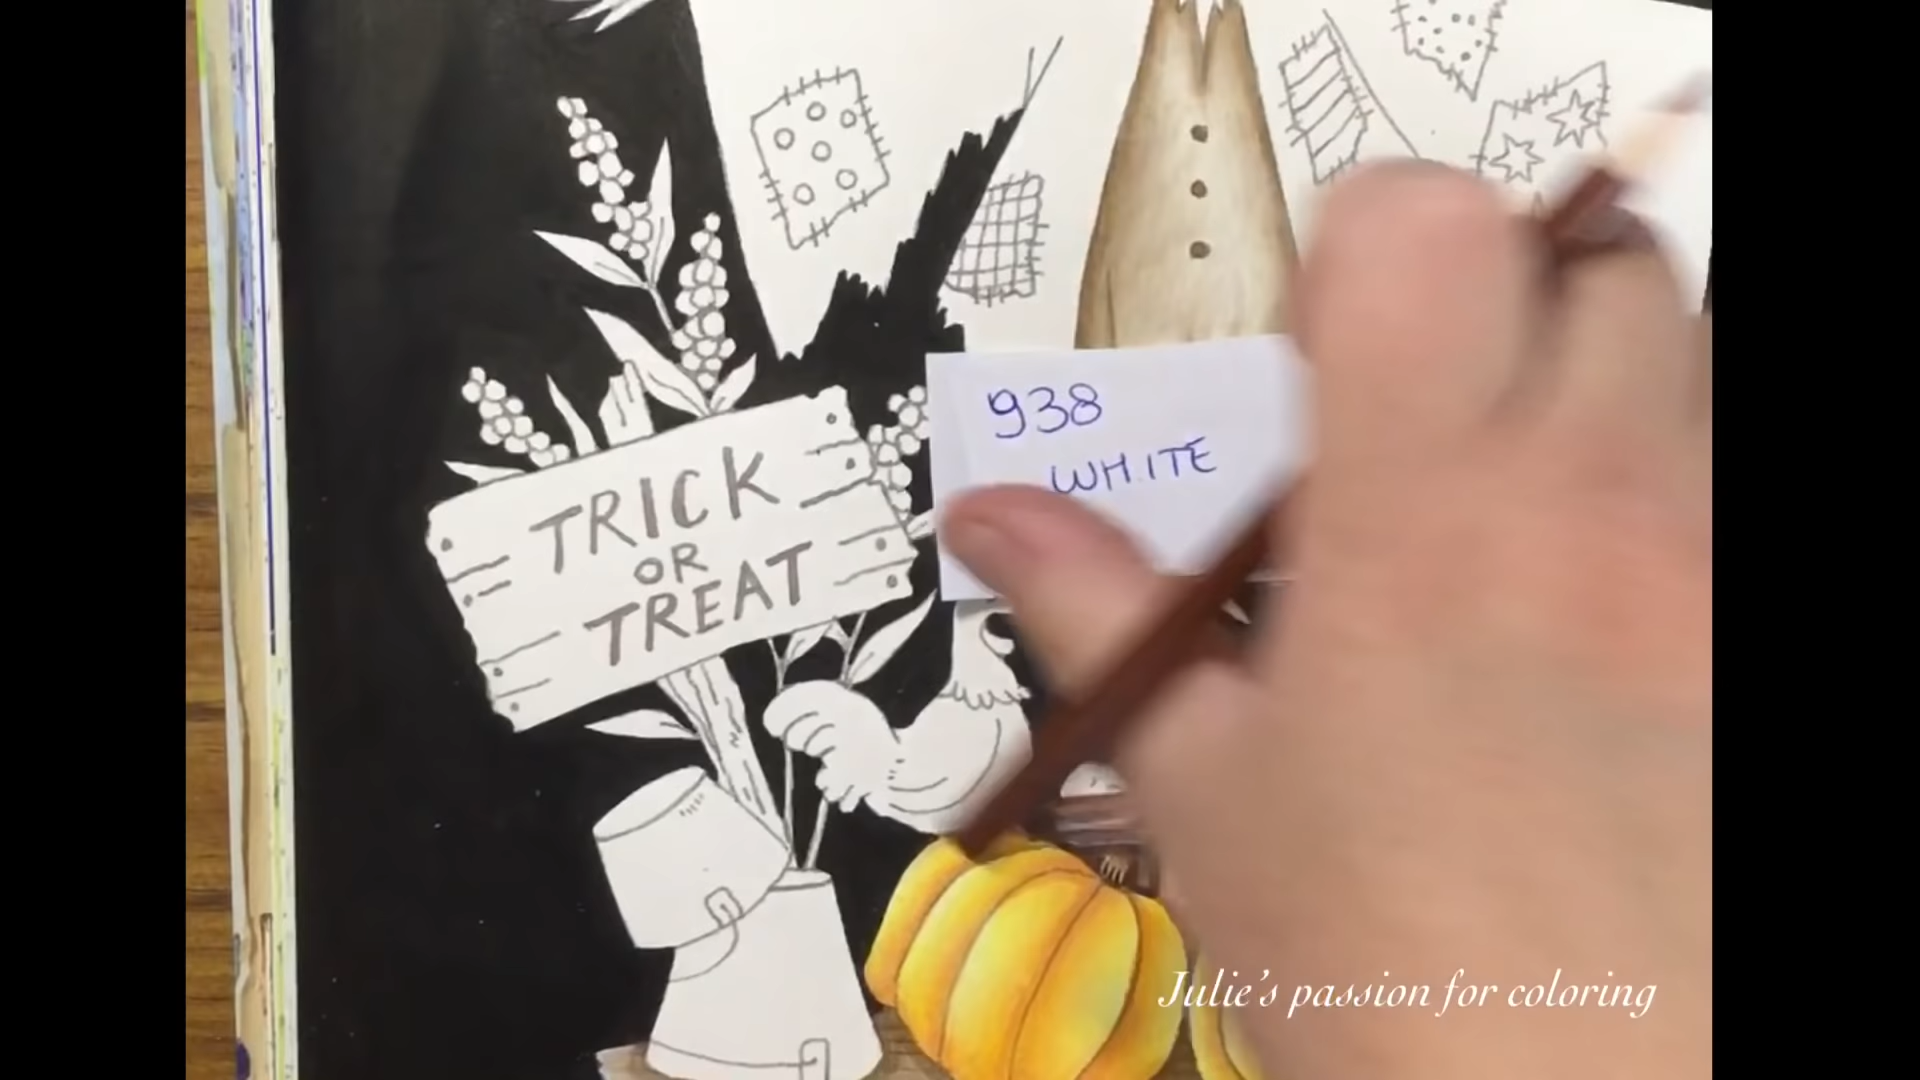 938
WHITE
TRICK
OR
TREAT
Julie's passion for coloring